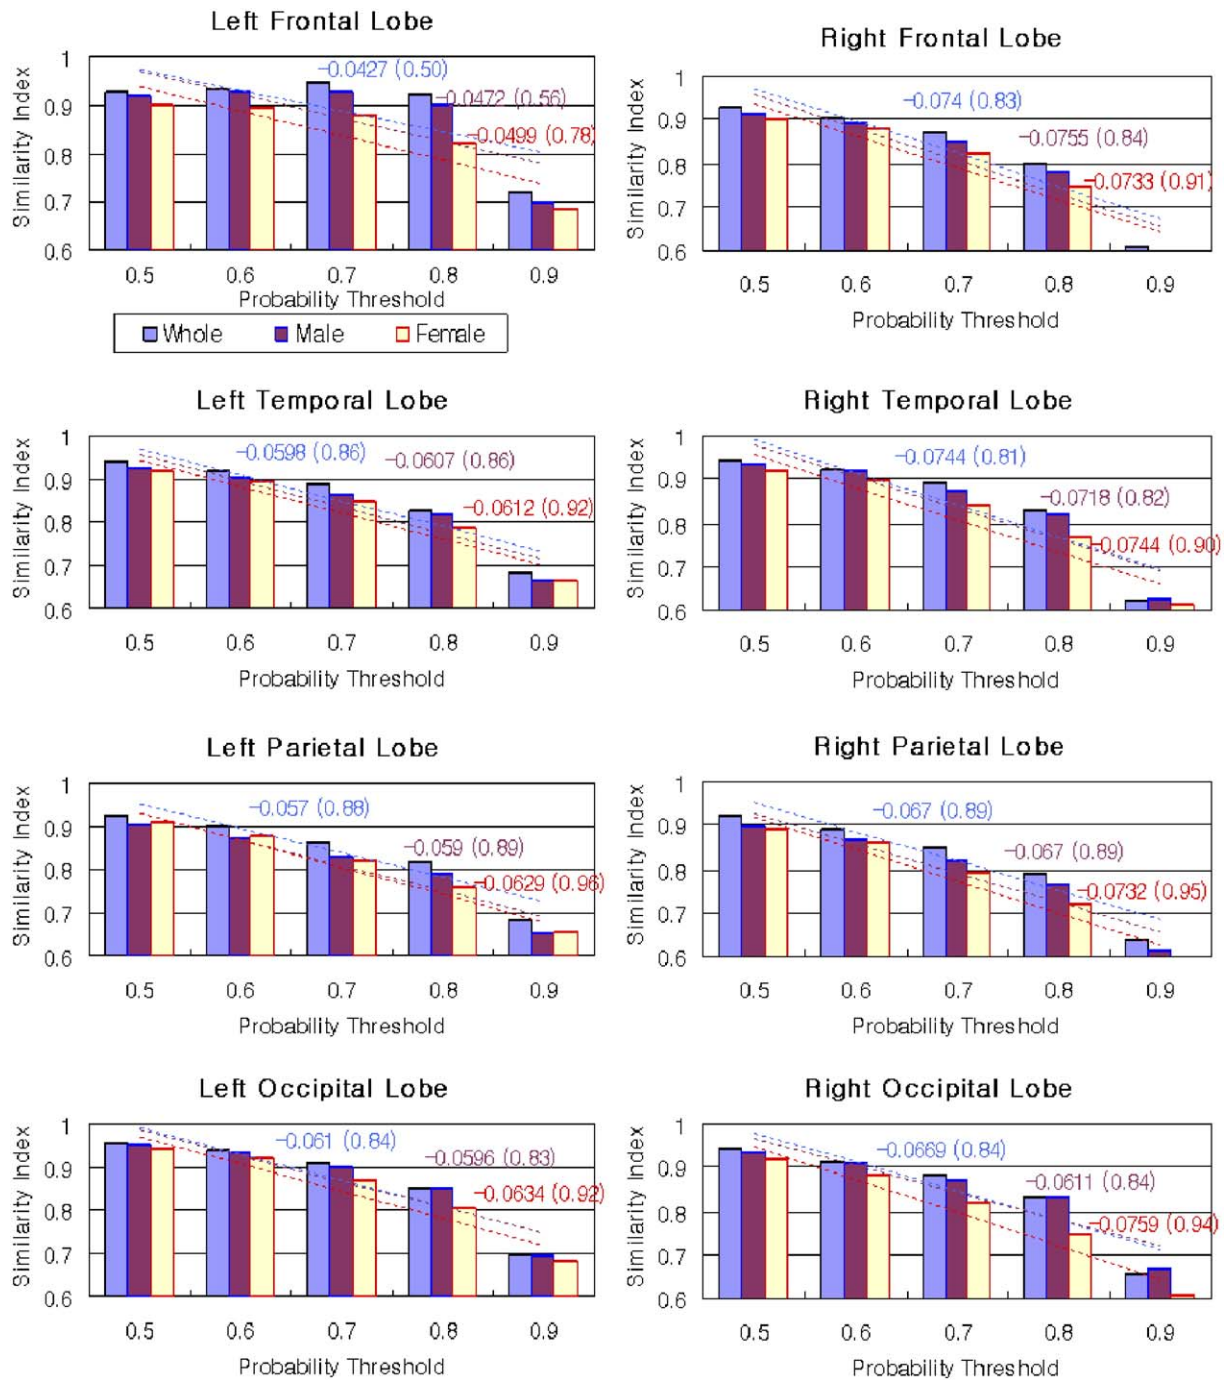 Left Frontal Lobe
Similarity Index
1
0.9
0.8
0.7
0.6
-0.0427 (0.50)
-0.0472 (0.56)
-0.0499 (0.78)
0.5 0.6 0.7 0.8 0.9
Probability Threshold
Whole Male Female
Right Frontal Lobe
Similarity Index
1
0.9
0.8
0.7
0.6
-0.074 (0.83)
-0.0755 (0.84)
-0.0733 (0.91)
0.5 0.6 0.7 0.8 0.9
Probability Threshold
Left Temporal Lobe
Similarity Index
1
0.9
0.8
0.7
0.6
-0.0598 (0.86)
-0.0607 (0.86)
-0.0612 (0.92)
0.5 0.6 0.7 0.8 0.9
Probability Threshold
Right Temporal Lobe
Similarity Index
1
0.9
0.8
0.7
0.6
-0.0744 (0.81)
-0.0718 (0.82)
-0.0744 (0.90)
0.5 0.6 0.7 0.8 0.9
Probability Threshold
Left Parietal Lobe
Similarity Index
1
0.9
0.8
0.7
0.6
-0.057 (0.88)
-0.059 (0.89)
-0.0629 (0.96)
0.5 0.6 0.7 0.8 0.9
Probability Threshold
Right Parietal Lobe
Similarity Index
1
0.9
0.8
0.7
0.6
-0.067 (0.89)
-0.067 (0.89)
-0.0732 (0.95)
0.5 0.6 0.7 0.8 0.9
Probability Threshold
Left Occipital Lobe
Similarity Index
1
0.9
0.8
0.7
0.6
-0.061 (0.84)
-0.0596 (0.83)
-0.0634 (0.92)
0.5 0.6 0.7 0.8 0.9
Probability Threshold
Right Occipital Lobe
Similarity Index
1
0.9
0.8
0.7
0.6
-0.0669 (0.84)
-0.0611 (0.84)
-0.0759 (0.94)
0.5 0.6 0.7 0.8 0.9
Probability Threshold